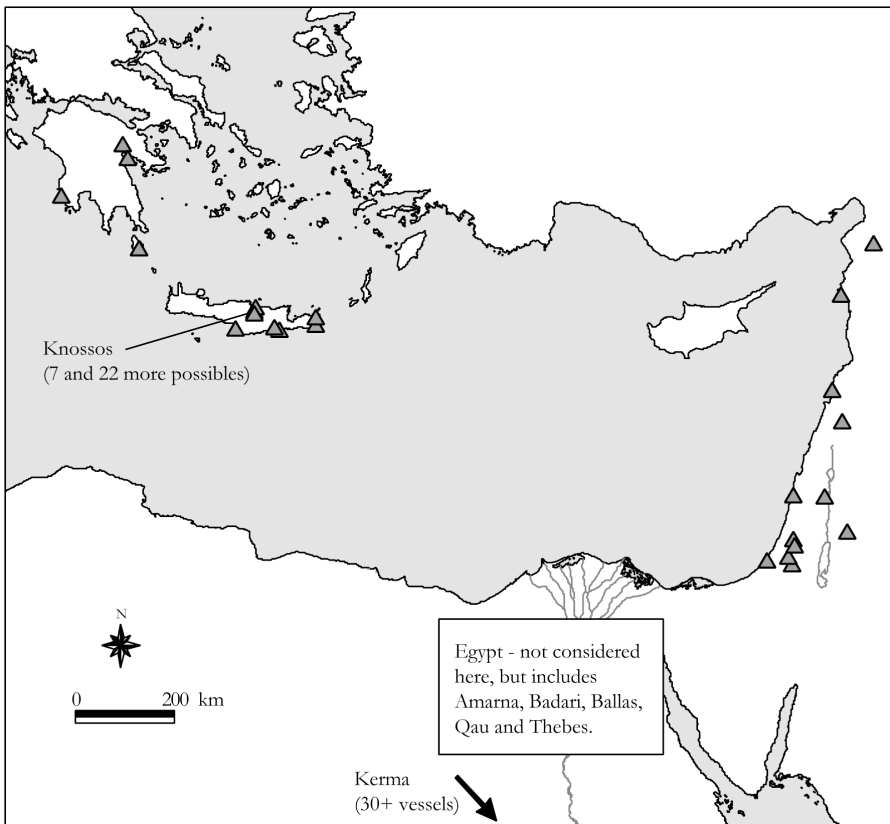 Knossos
(7 and 22 more possibles)
N
0 200 km
Egypt - not considered
here, but includes
Amarna, Badari, Ballas,
Qau and Thebes.
Kerma
(30+ vessels)